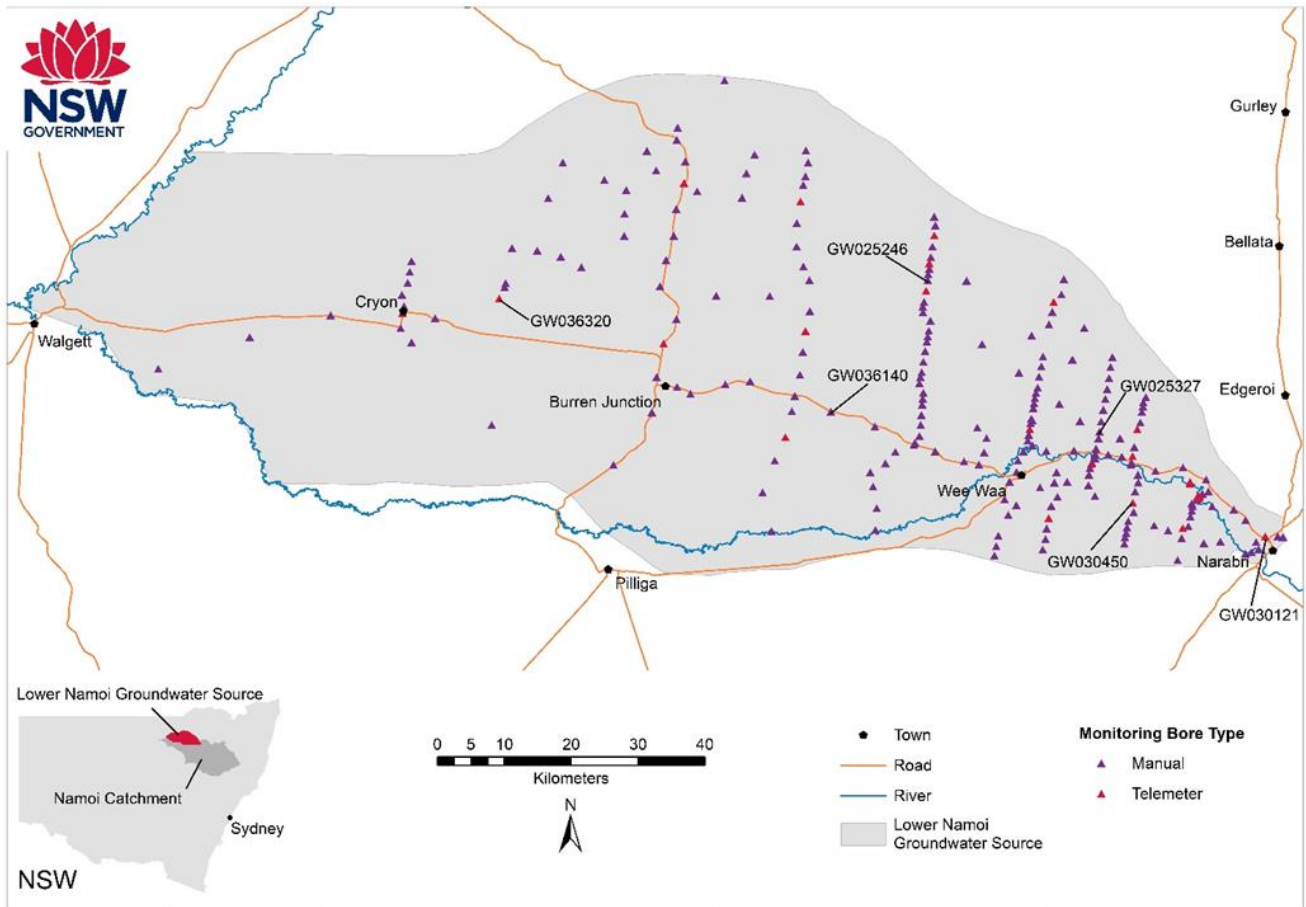 NSW
GOVERNMENT
Gurley
Bellata
GW025246
Cryon
GW036320
Walgett
GW036140
Burren Junction
GW025327
Edgeroi
Wee Waa
GW030450
Narabri
Pilliga
GW030121
Lower Namoi Groundwater Source
Namoi Catchment
Sydney
NSW
0 5 10 20 30 40
Kilometers
N
Town
Road
River
Lower Namoi
Groundwater Source
Monitoring Bore Type
Manual
Telemeter